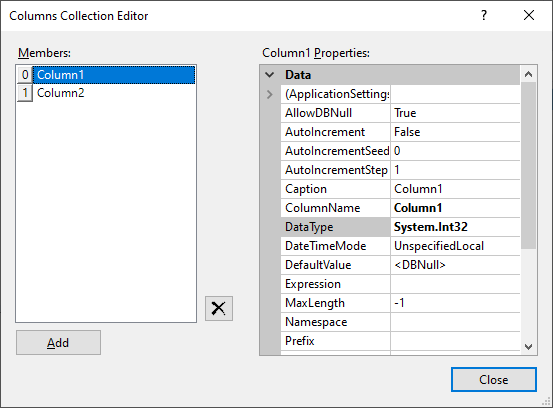 Columns Collection Editor ?
Members:
0 Column1
1 Column2
Add
Column1 Properties:
Data
(ApplicationSettings
AllowDBNull True
AutoIncrement False
AutoIncrementSeed 0
AutoIncrementStep 1
Caption Column1
ColumnName Column1
DataType System.Int32
DateTimeMode UnspecifiedLocal
DefaultValue <DBNull>
Expression
MaxLength -1
Namespace
Prefix
Close